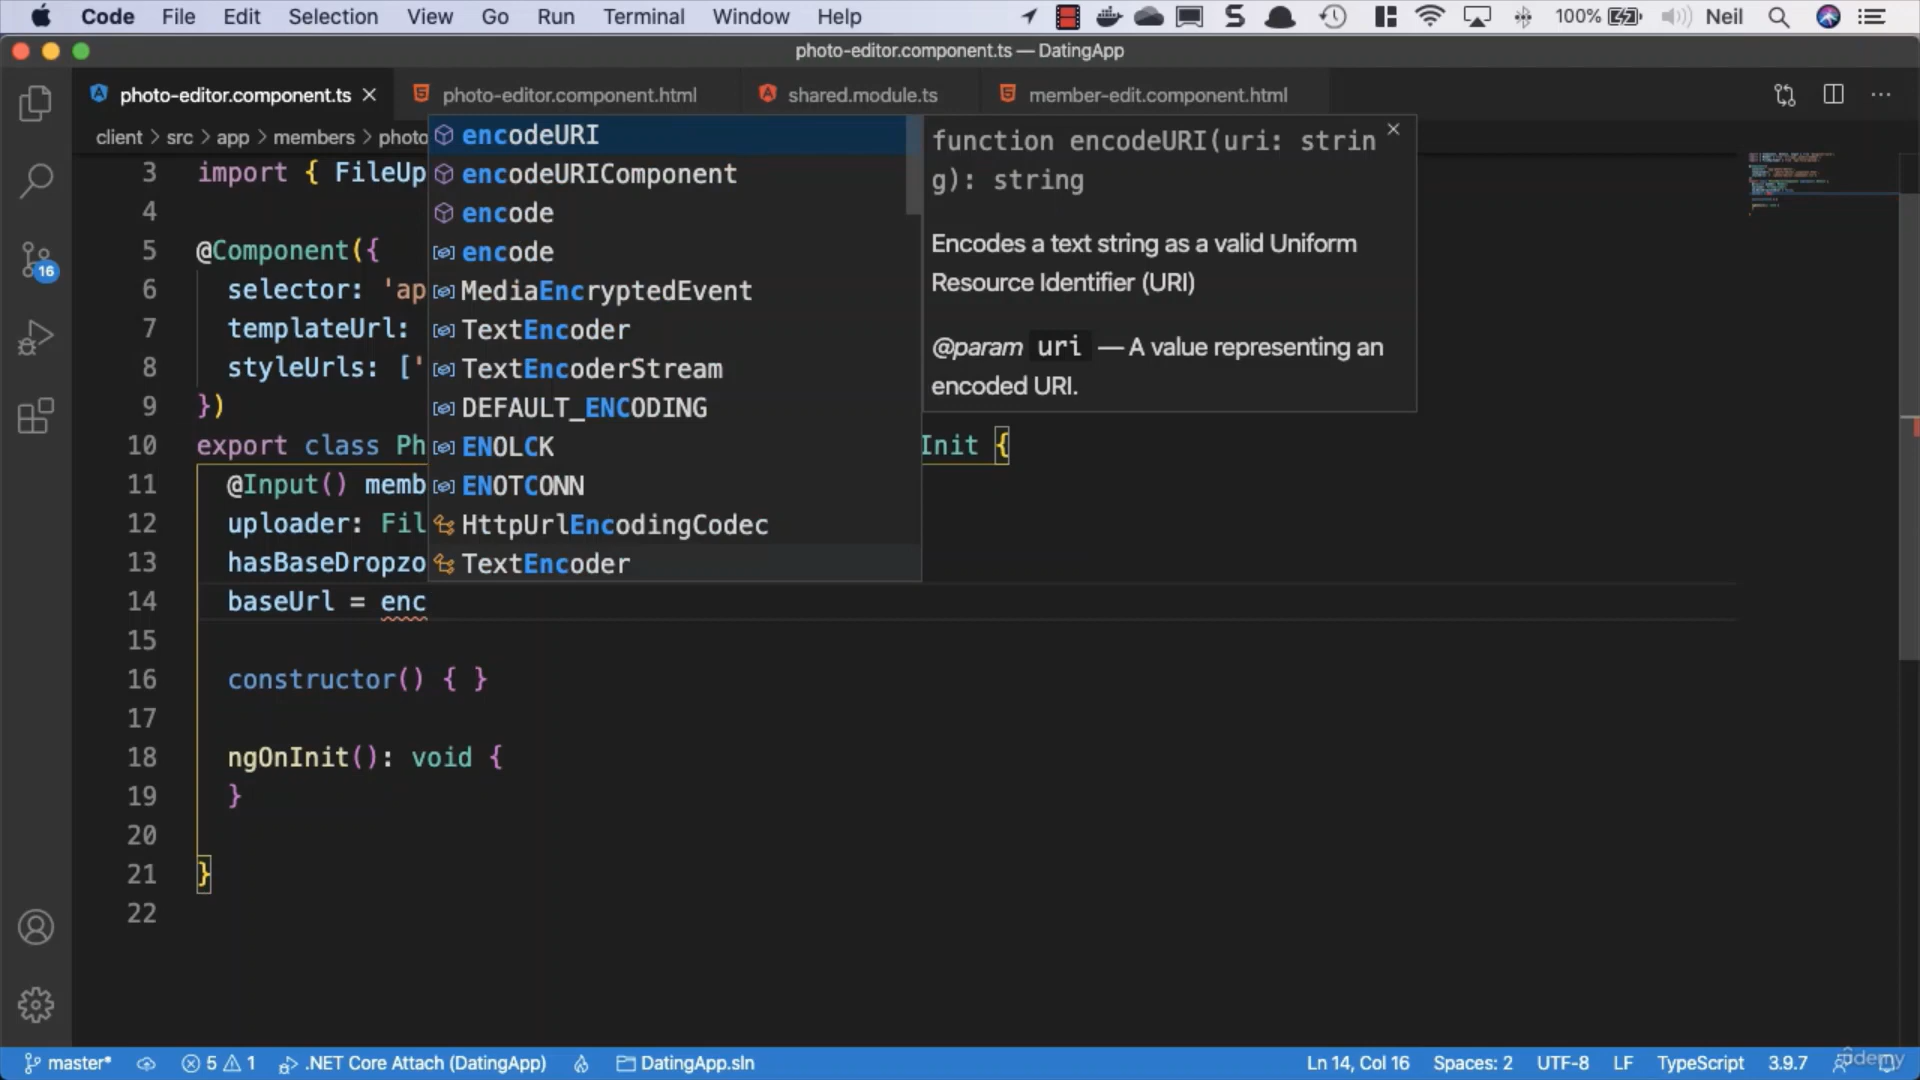 Code File Edit Selection View Go Run Terminal Window Help 100% Neil
photo-editor.component.ts — DatingApp
photo-editor.component.ts photo-editor.component.html shared.module.ts member-edit.component.html
client > src > app > members > photo
encodeURI
encodeURIComponent
encode
encode
MediaEncryptedEvent
TextEncoder
TextEncoderStream
DEFAULT_ENCODING
ENOLCK
ENOTCONN
HttpUrlEncodingCodec
TextEncoder
function encodeURI(uri: strin
g): string
Encodes a text string as a valid Uniform
Resource Identifier (URI)
@param uri — A value representing an
encoded URI.
3 import { FileUp
4
5 @Component({
6 selector: 'ap
7 templateUrl:
8 styleUrls: ['
9 })
10 export class Ph Init {
11 @Input() memb
12 uploader: Fil
13 hasBaseDropzo
14 baseUrl = enc
15
16 constructor() { }
17
18 ngOnInit(): void {
19 }
20
21 }
22
16
master* 5 1 .NET Core Attach (DatingApp) DatingApp.sln Ln 14, Col 16 Spaces: 2 UTF-8 LF TypeScript 3.9.7
udemy